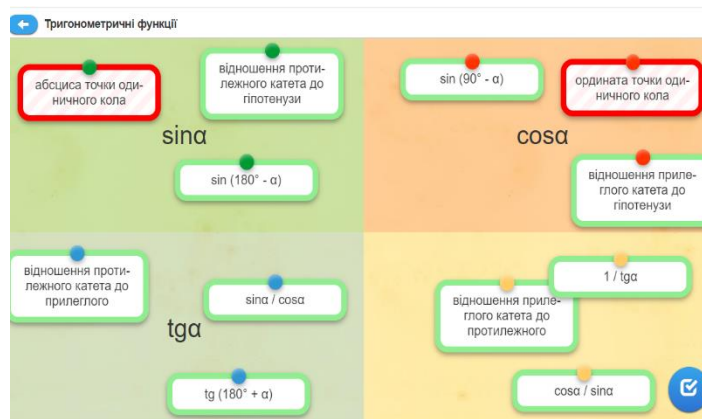 Тригонометричні функції
абсциса точки оди-
ничного кола
відношення проти-
лежного катета до
гіпотенузи
sinα
sin (180° - α)
sin (90° - α)
ордината точки оди-
ничного кола
cosα
відношення приле-
глого катета до
гіпотенузи
відношення проти-
лежного катета до
прилеглого
sinα / cosα
tgα
tg (180° + α)
1 / tgα
відношення приле-
глого катета до
протилежного
cosα / sinα